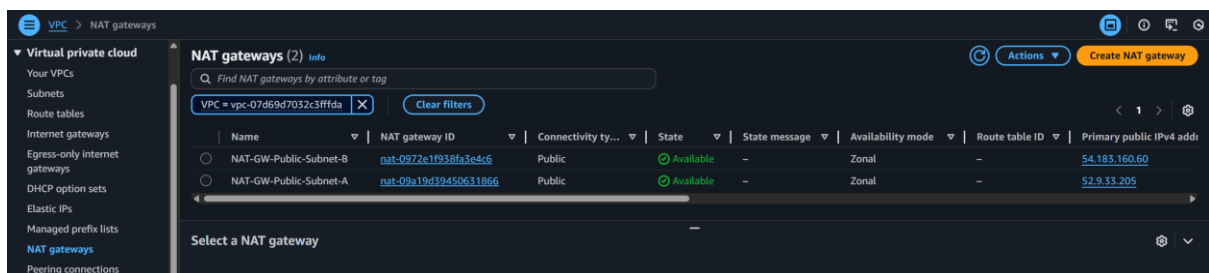 VPC > NAT gateways
Virtual private cloud
Your VPCs
Subnets
Route tables
Internet gateways
Egress-only internet
gateways
DHCP option sets
Elastic IPs
Managed prefix lists
NAT gateways
Peering connections
NAT gateways (2) Info
Actions
Create NAT gateway
Find NAT gateways by attribute or tag
VPC = vpc-07d69d7032c3fffda
Clear filters
1
Name NAT gateway ID Connectivity ty... State State message Availability mode Route table ID Primary public IPv4 addr
NAT-GW-Public-Subnet-B nat-0972e1f938fa3e4c6 Public Available – Zonal – 54.183.160.60
NAT-GW-Public-Subnet-A nat-09a19d39450631866 Public Available – Zonal – 52.9.33.205
Select a NAT gateway